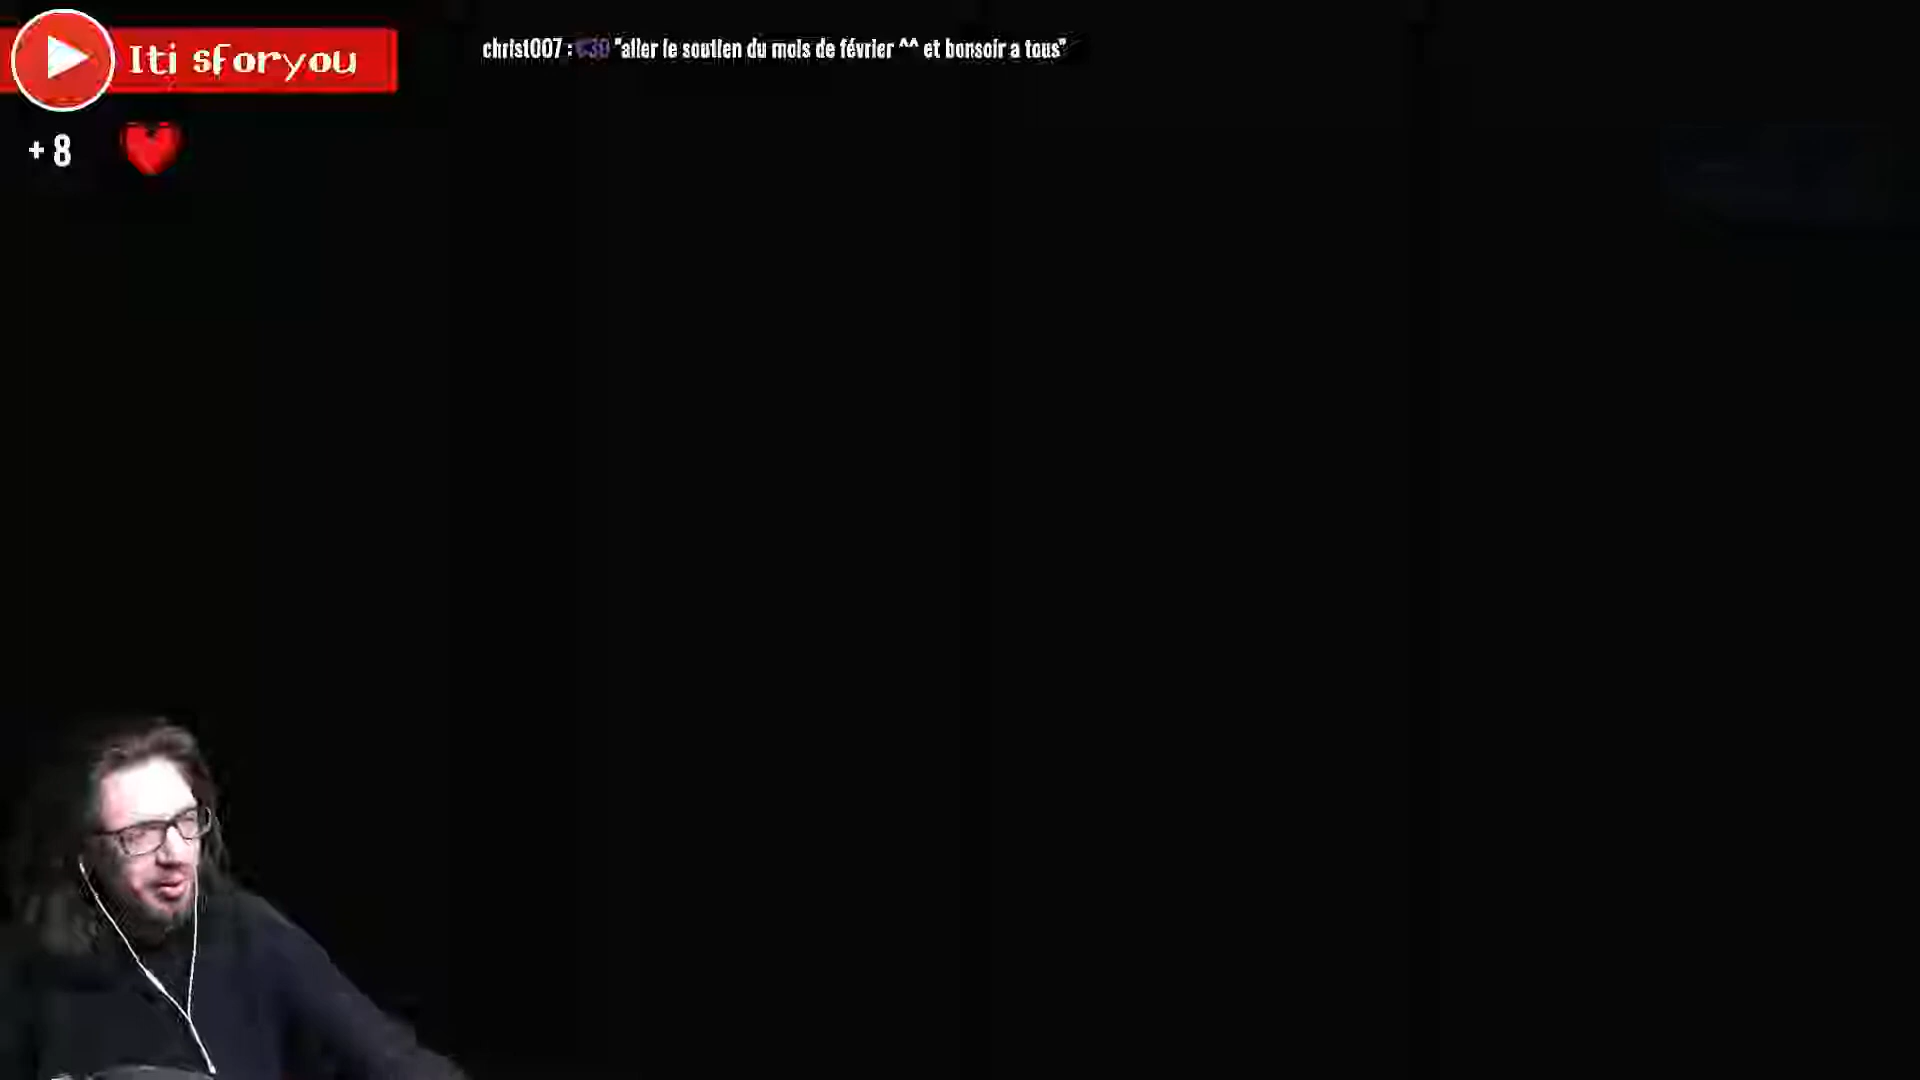 Iti sforyou
christ007 : "aller le soutien du mois de février ^^ et bonsoir a tous"
+ 8